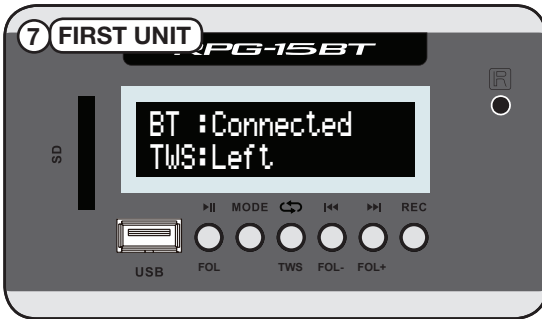 7 FIRST UNIT
RPG-15BT
R
BT :Connected
TWS:Left
SD
MODE REC
USB FOL TWS FOL- FOL+